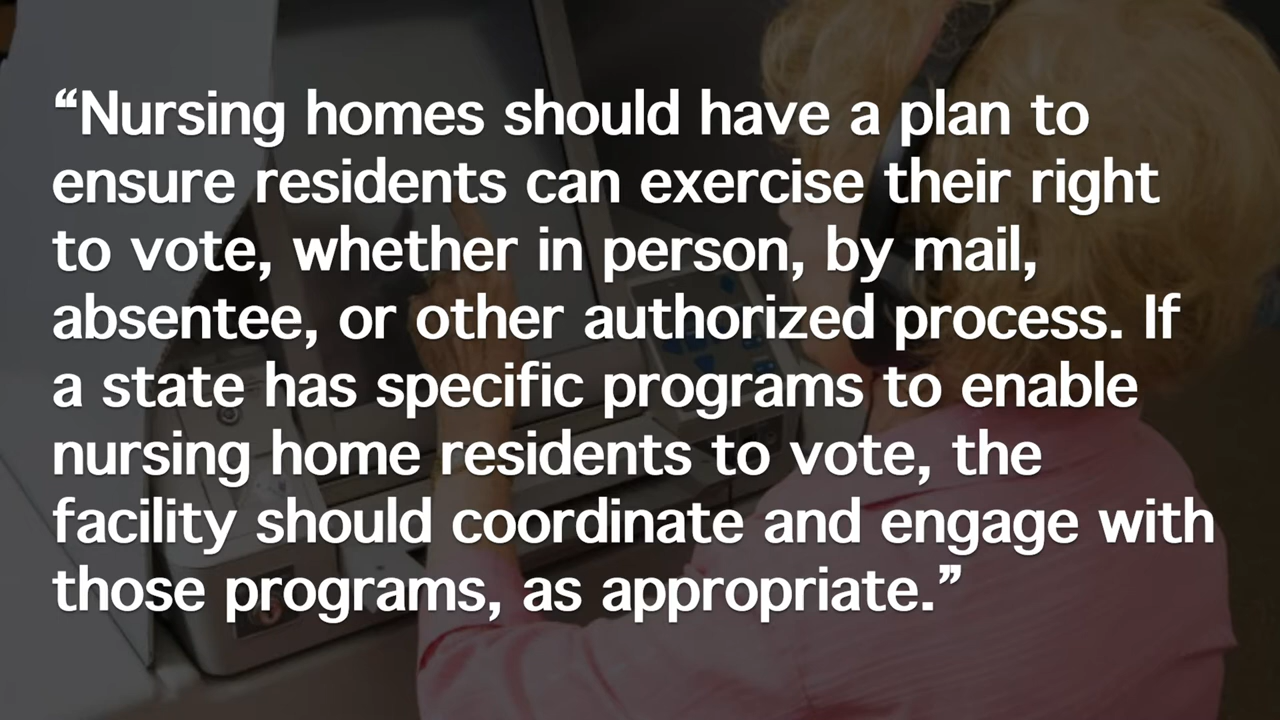 “Nursing homes should have a plan to
ensure residents can exercise their right
to vote, whether in person, by mail,
absentee, or other authorized process. If
a state has specific programs to enable
nursing home residents to vote, the
facility should coordinate and engage with
those programs, as appropriate.”